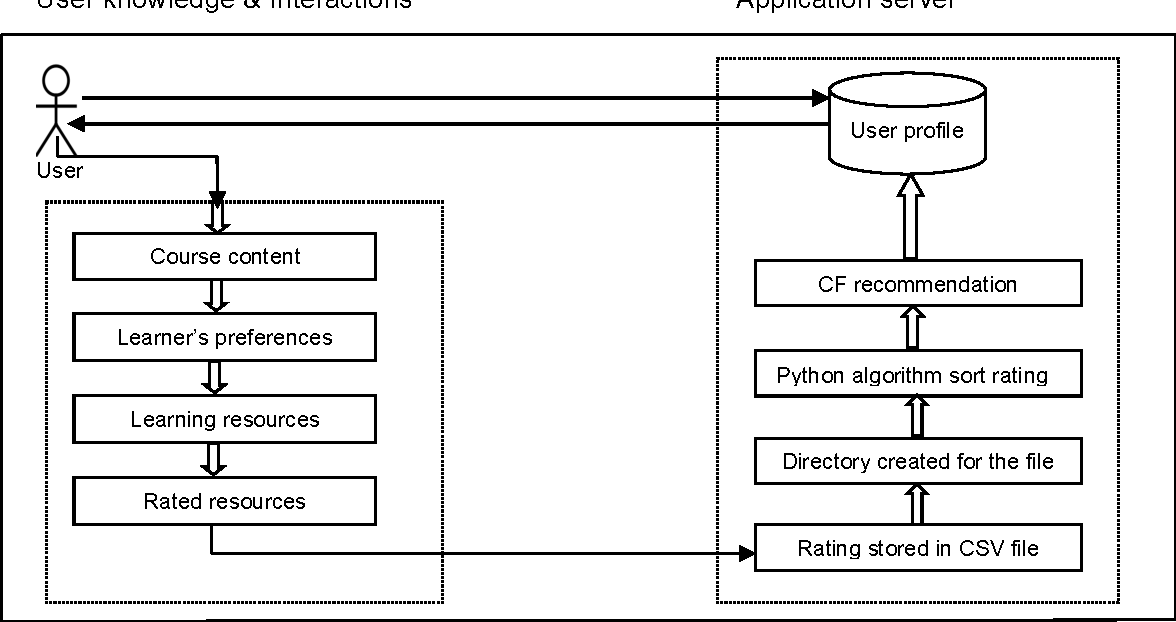 User knowledge & Interactions
Application server
User profile
User
Course content
Learner's preferences
Learning resources
Rated resources
CF recommendation
Python algorithm sort rating
Directory created for the file
Rating stored in CSV file